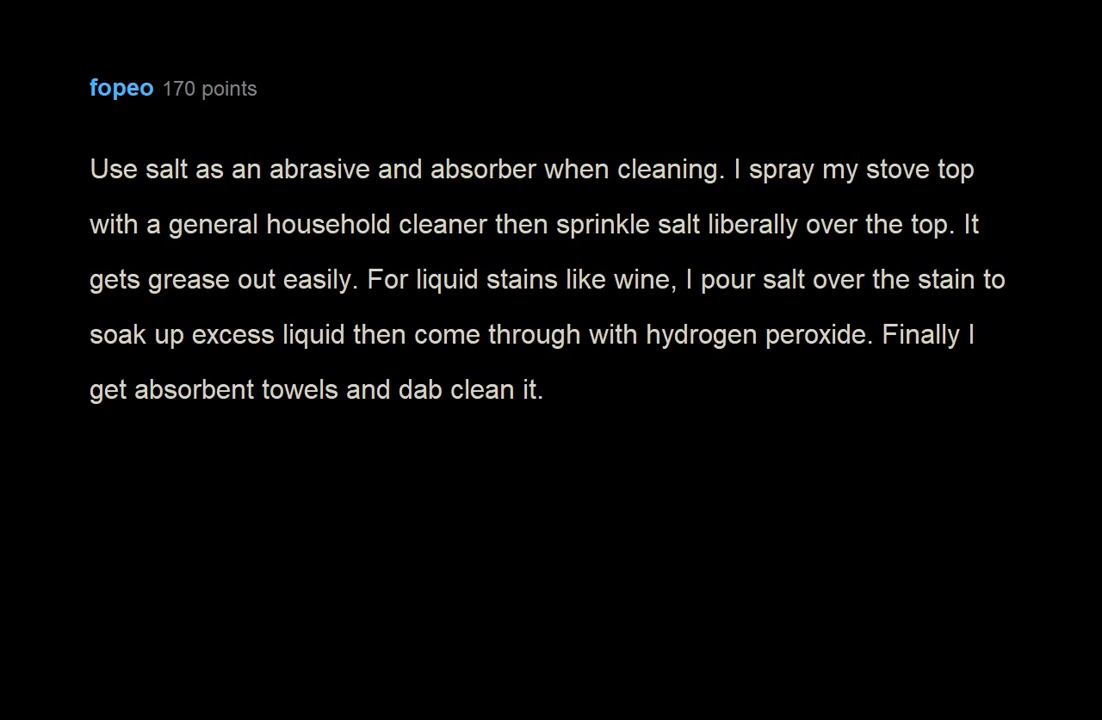 fopeo 170 points
Use salt as an abrasive and absorber when cleaning. I spray my stove top
with a general household cleaner then sprinkle salt liberally over the top. It
gets grease out easily. For liquid stains like wine, I pour salt over the stain to
soak up excess liquid then come through with hydrogen peroxide. Finally I
get absorbent towels and dab clean it.